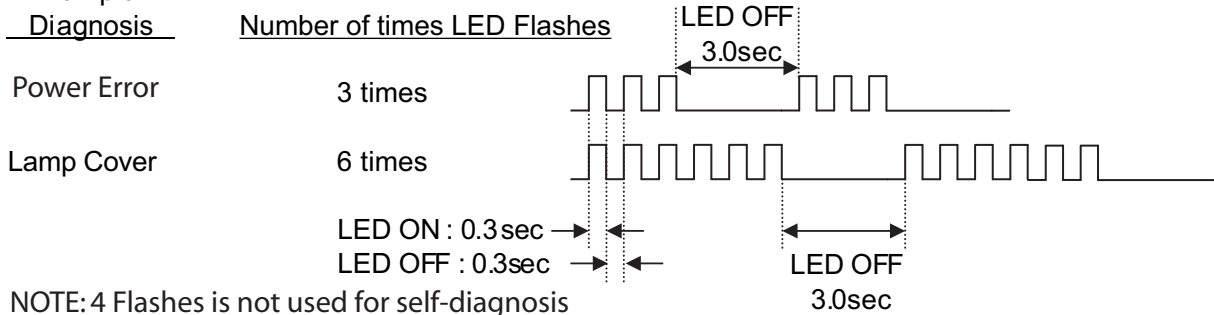 Diagnosis Number of times LED Flashes LED OFF
3.0sec
Power Error 3 times
Lamp Cover 6 times
LED ON : 0.3 sec
LED OFF : 0.3sec LED OFF
NOTE: 4 Flashes is not used for self-diagnosis 3.0sec